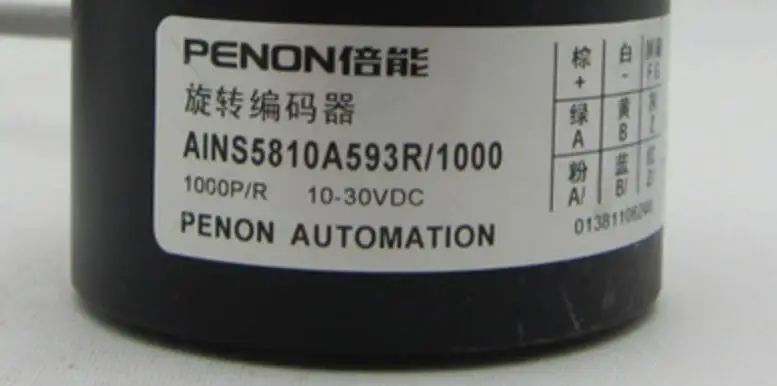 PENON倍能
旋转编码器
AINS5810A593R/1000
1000P/R 10-30VDC
PENON AUTOMATION
棕 白
+ -
绿 黄
A B
粉 蓝
A/ B/